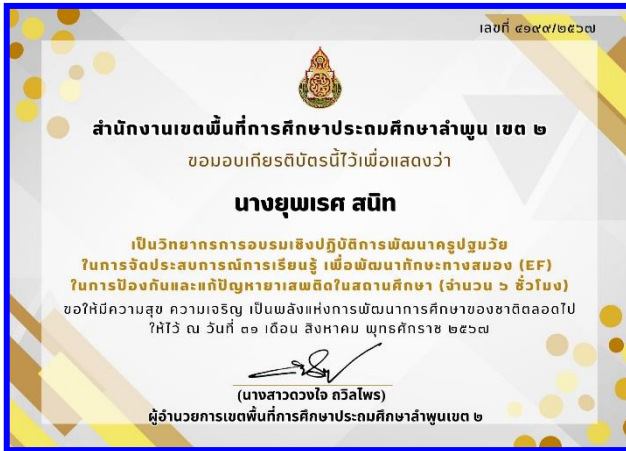 เลขที่ ๔๑๙๙/๒๕๖๗
สำนักงานเขตพื้นที่การศึกษาประถมศึกษาลำพูน เขต ๒
ขอมอบเกียรติบัตรนี้ไว้เพื่อแสดงว่า
นางยุพเรศ สนิท
เป็นวิทยากรการอบรมเชิงปฏิบัติการพัฒนาครูปฐมวัย
ในการจัดประสบการณ์การเรียนรู้ เพื่อพัฒนาทักษะทางสมอง (EF)
ในการป้องกันและแก้ปัญหายาเสพติดในสถานศึกษา (จำนวน ๖ ชั่วโมง)
ขอให้มีความสุข ความเจริญ เป็นพลังแห่งการพัฒนาการศึกษาของชาติตลอดไป
ให้ไว้ ณ วันที่ ๓๑ เดือน สิงหาคม พุทธศักราช ๒๕๖๗
(นางสาวดวงใจ ถวิลไพร)
ผู้อำนวยการเขตพื้นที่การศึกษาประถมศึกษาลำพูนเขต ๒